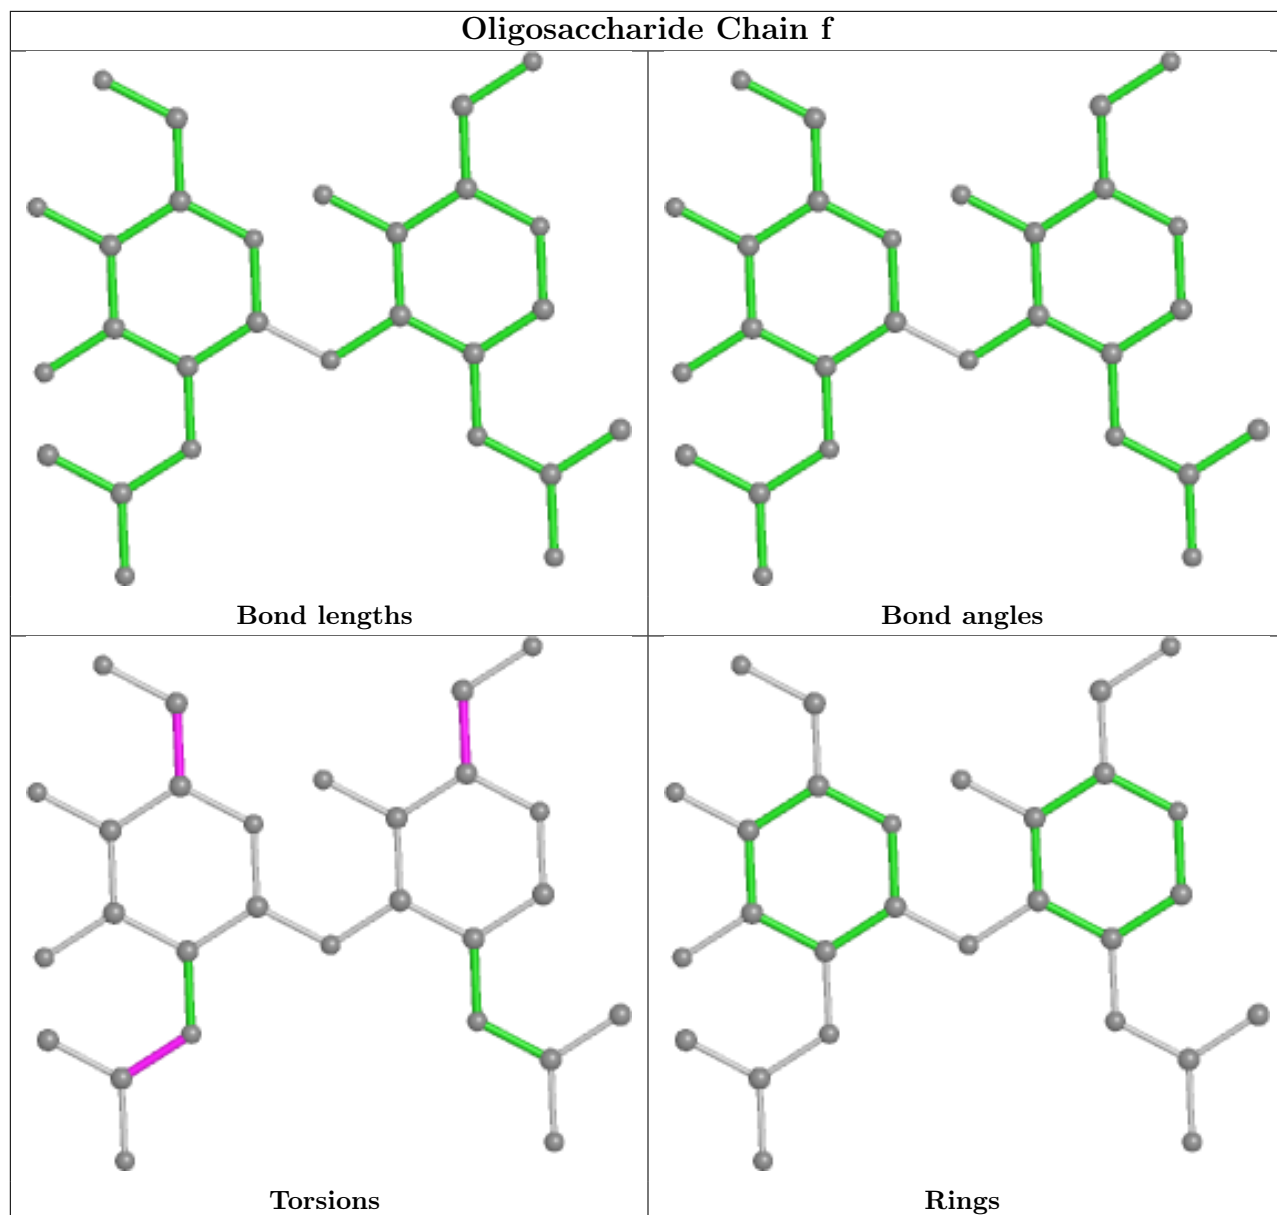 Oligosaccharide Chain f
Bond lengths
Bond angles
Torsions
Rings